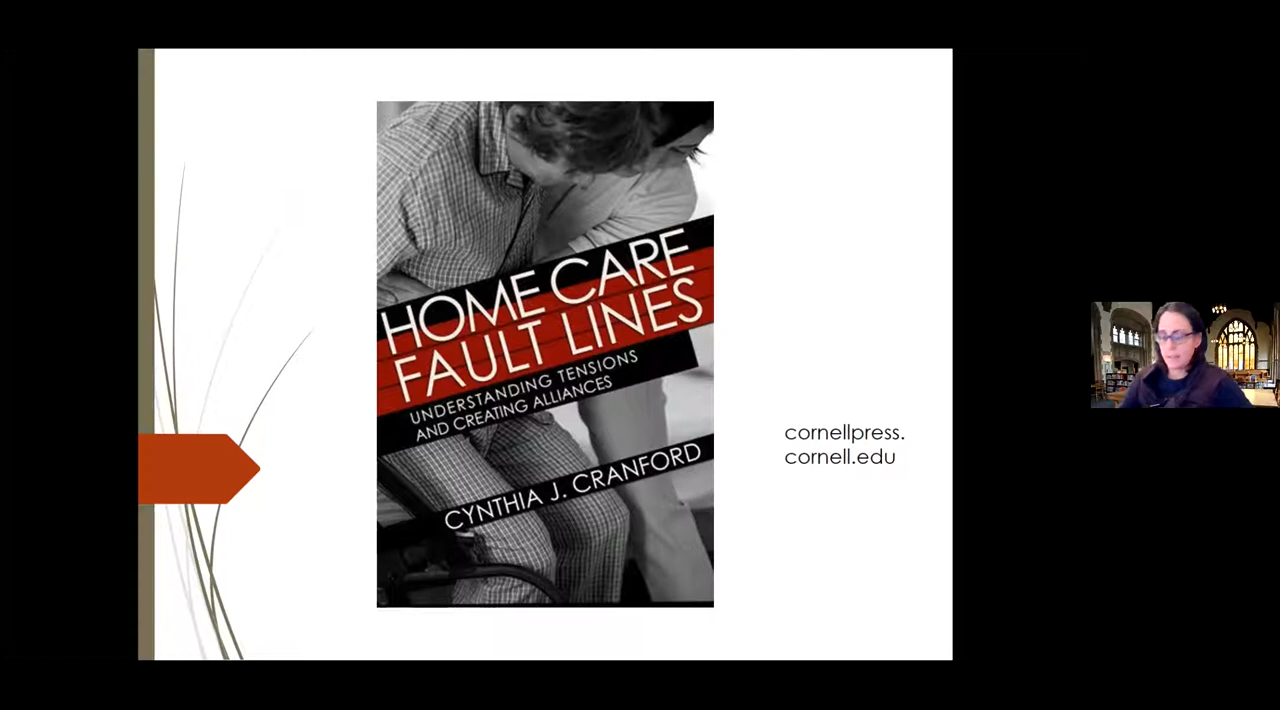 HOME CARE
FAULT LINES
UNDERSTANDING TENSIONS
AND CREATING ALLIANCES
CYNTHIA J. CRANFORD
cornellpress.
cornell.edu